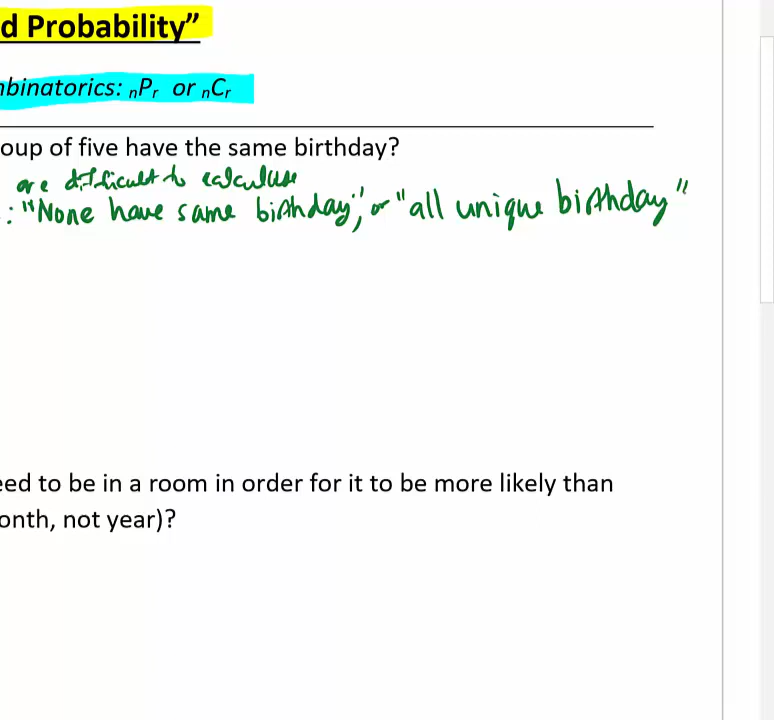 d Probability”
mbinatorics: nPr or nCr
oup of five have the same birthday?
are difficult to calculate
: "None have same birthday," or "all unique birthday"
eed to be in a room in order for it to be more likely than
onth, not year)?